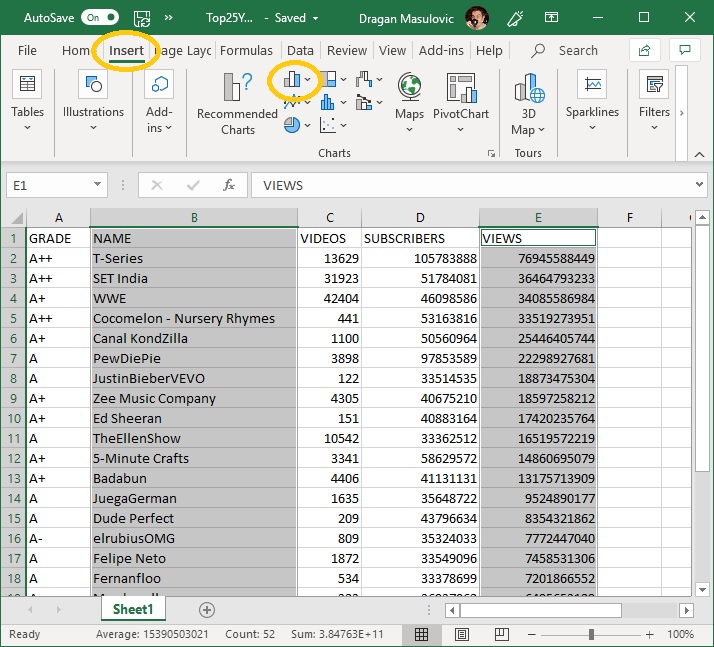 AutoSave On Top25Y... - Saved Dragan Masulovic
File Hom Insert age Layc Formulas Data Review View Add-ins Help Search
Tables
Illustrations
Add-
ins
Recommended
Charts
Maps
PivotChart
3D
Map
Sparklines
Filters
Charts
Tours
E1 fx VIEWS
A B C D E F
1 GRADE NAME VIDEOS SUBSCRIBERS VIEWS
2 A++ T-Series 13629 105783888 76945588449
3 A++ SET India 31923 51784081 36464793233
4 A+ WWE 42404 46098586 34085586984
5 A++ Cocomelon - Nursery Rhymes 441 53163816 33519273951
6 A+ Canal KondZilla 1100 50560964 25446405744
7 A PewDiePie 3898 97853589 22298927681
8 A JustinBieberVEVO 122 33514535 18873475304
9 A+ Zee Music Company 4305 40675210 18597258212
10 A+ Ed Sheeran 151 40883164 17420235764
11 A TheEllenShow 10542 33362512 16519572219
12 A+ 5-Minute Crafts 3341 58629572 14860695079
13 A+ Badabun 4406 41131131 13175713909
14 A JuegaGerman 1635 35648722 9524890177
15 A Dude Perfect 209 43796634 8354321862
16 A- elrubiusOMG 809 35324033 7772447040
17 A Felipe Neto 1872 33549096 7458531306
18 A Fernanfloo 534 33378699 7201866552
Sheet1
Ready Average: 15390503021 Count: 52 Sum: 3.84763E+11 100%